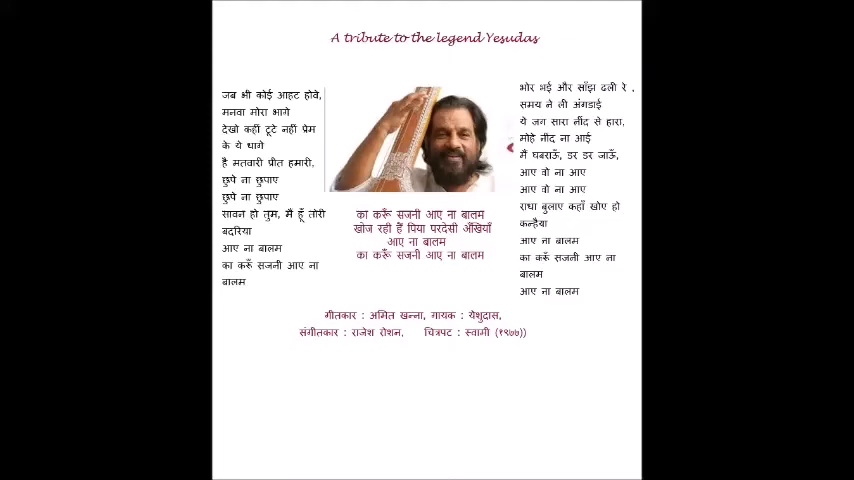 A tribute to the legend Yesudas
जब भी कोई आहट होवे,
मनवा मोरा भागे
देखो कहीं टूटे नहीं प्रेम
के ये धागे
है मतवारी प्रीत हमारी,
छुपे ना छुपाए
छुपे ना छुपाए
सावन हो तुम, मैं हूँ तोरी
बदरिया
आए ना बालम
का करूँ सजनी आए ना
बालम
का करूँ सजनी आए ना बालम
खोज रही हैं पिया परदेसी अँखियाँ
आए ना बालम
का करूँ सजनी आए ना बालम
भोर भई और साँझ ढली रे ,
समय ने ली अंगडाई
ये जग सारा नींद से हारा,
मोहे नींद ना आई
मैं घबराऊँ, डर डर जाऊँ,
आए वो ना आए
आए वो ना आए
राधा बुलाए कहाँ खोए हो
कन्हैया
आए ना बालम
का करूँ सजनी आए ना
बालम
आए ना बालम
गीतकार : अमित खन्ना, गायक : येशुदास,
संगीतकार : राजेश रोशन, चित्रपट : स्वामी (१९७७))